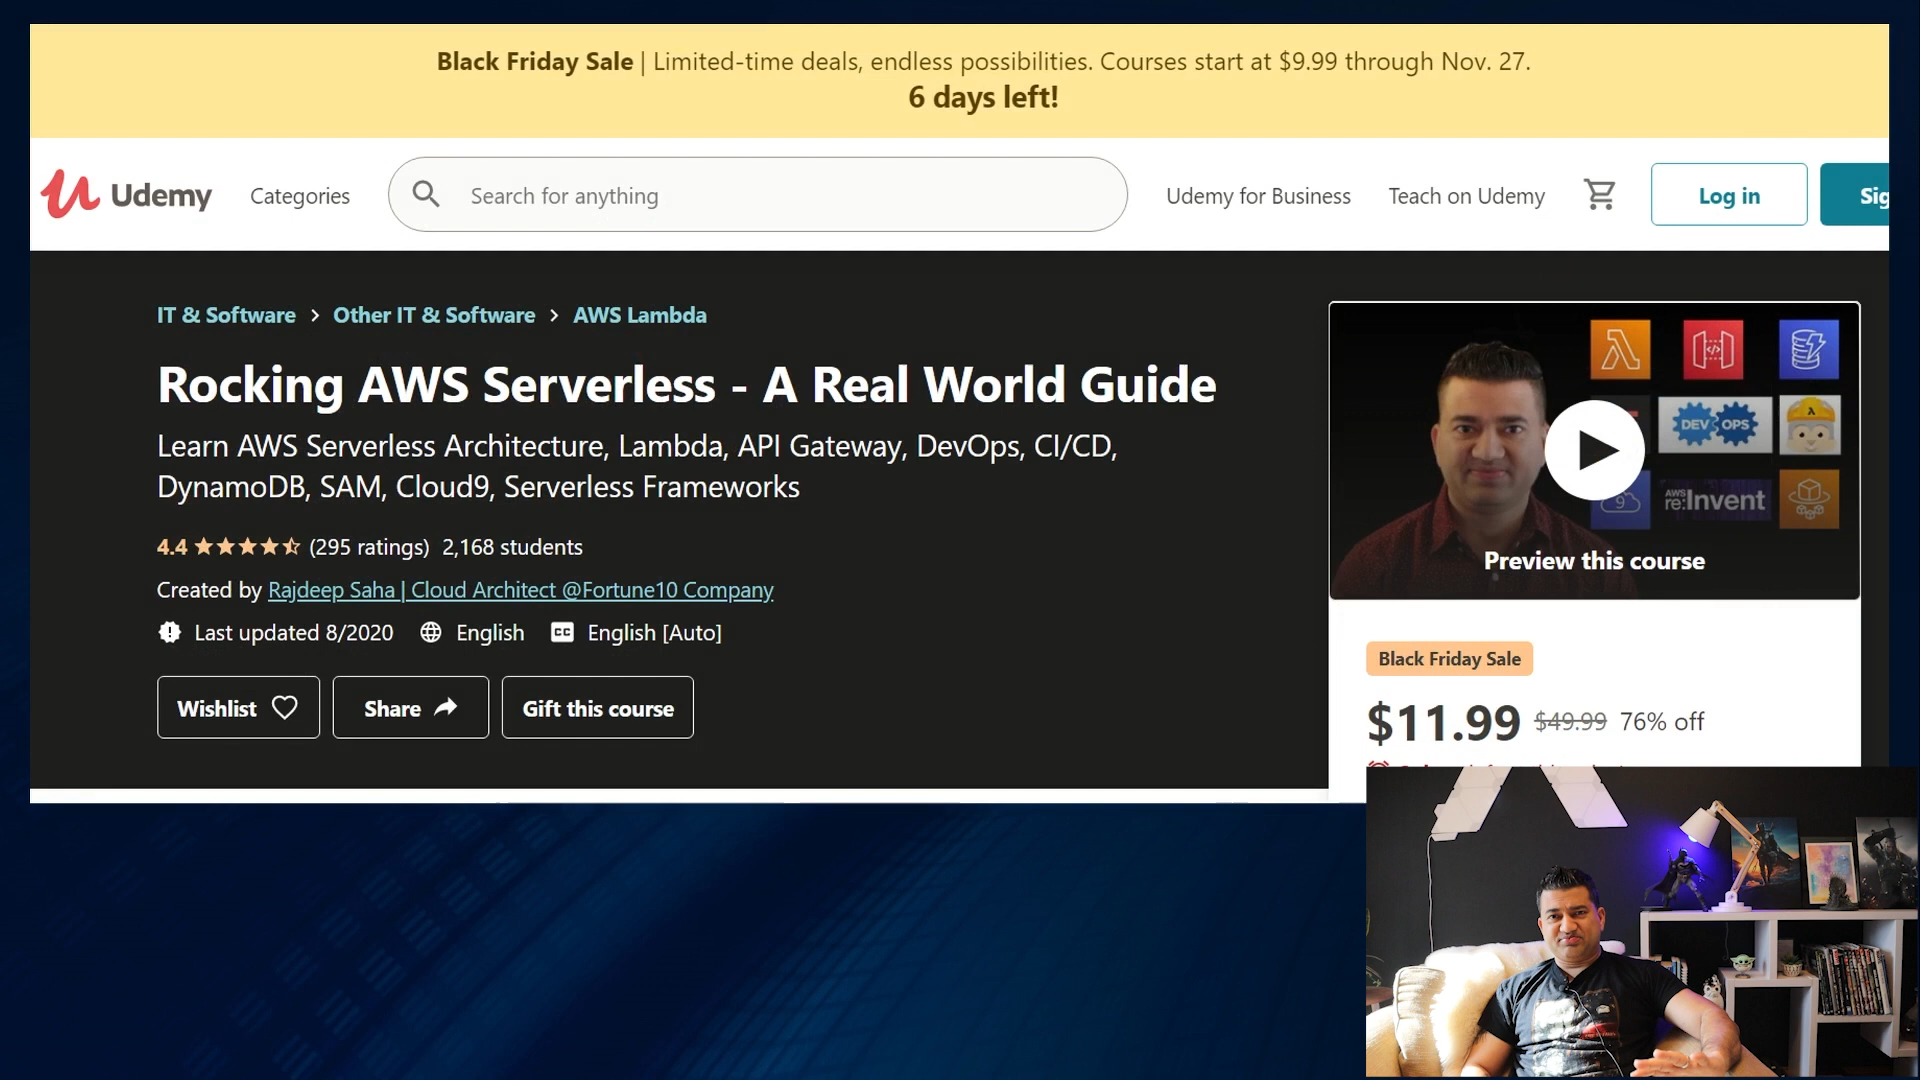 Black Friday Sale | Limited-time deals, endless possibilities. Courses start at $9.99 through Nov. 27.
6 days left!
Udemy
Categories
Search for anything
Udemy for Business
Teach on Udemy
Log in
IT & Software > Other IT & Software > AWS Lambda
Rocking AWS Serverless - A Real World Guide
Learn AWS Serverless Architecture, Lambda, API Gateway, DevOps, CI/CD,
DynamoDB, SAM, Cloud9, Serverless Frameworks
4.4 (295 ratings) 2,168 students
Created by Rajdeep Saha | Cloud Architect @Fortune10 Company
Last updated 8/2020 English CC English [Auto]
Wishlist
Share
Gift this course
DEV OPS
9
AWS
re:Invent
Preview this course
Black Friday Sale
$11.99 $49.99 76% off